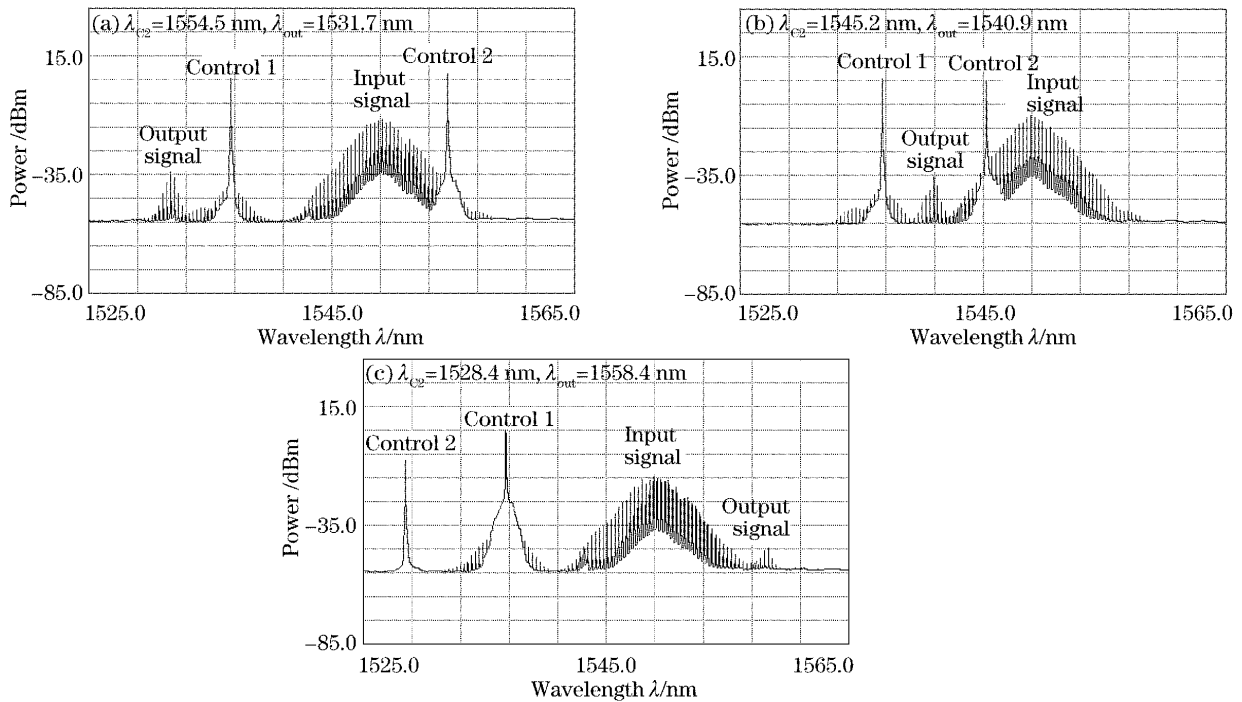 (a) λC2=1554.5 nm, λout=1531.7 nm
15.0
Control 1
Control 2
Input
signal
Output
signal
Power /dBm
−35.0
−85.0
1525.0
1545.0
1565.0
Wavelength λ/nm
(b) λC2=1545.2 nm, λout=1540.9 nm
15.0
Control 1
Control 2
Input
signal
Output
signal
Power /dBm
−35.0
−85.0
1525.0
1545.0
1565.0
Wavelength λ/nm
(c) λC2=1528.4 nm, λout=1558.4 nm
15.0
Control 1
Control 2
Input
signal
Output
signal
Power /dBm
−35.0
−85.0
1525.0
1545.0
1565.0
Wavelength λ/nm